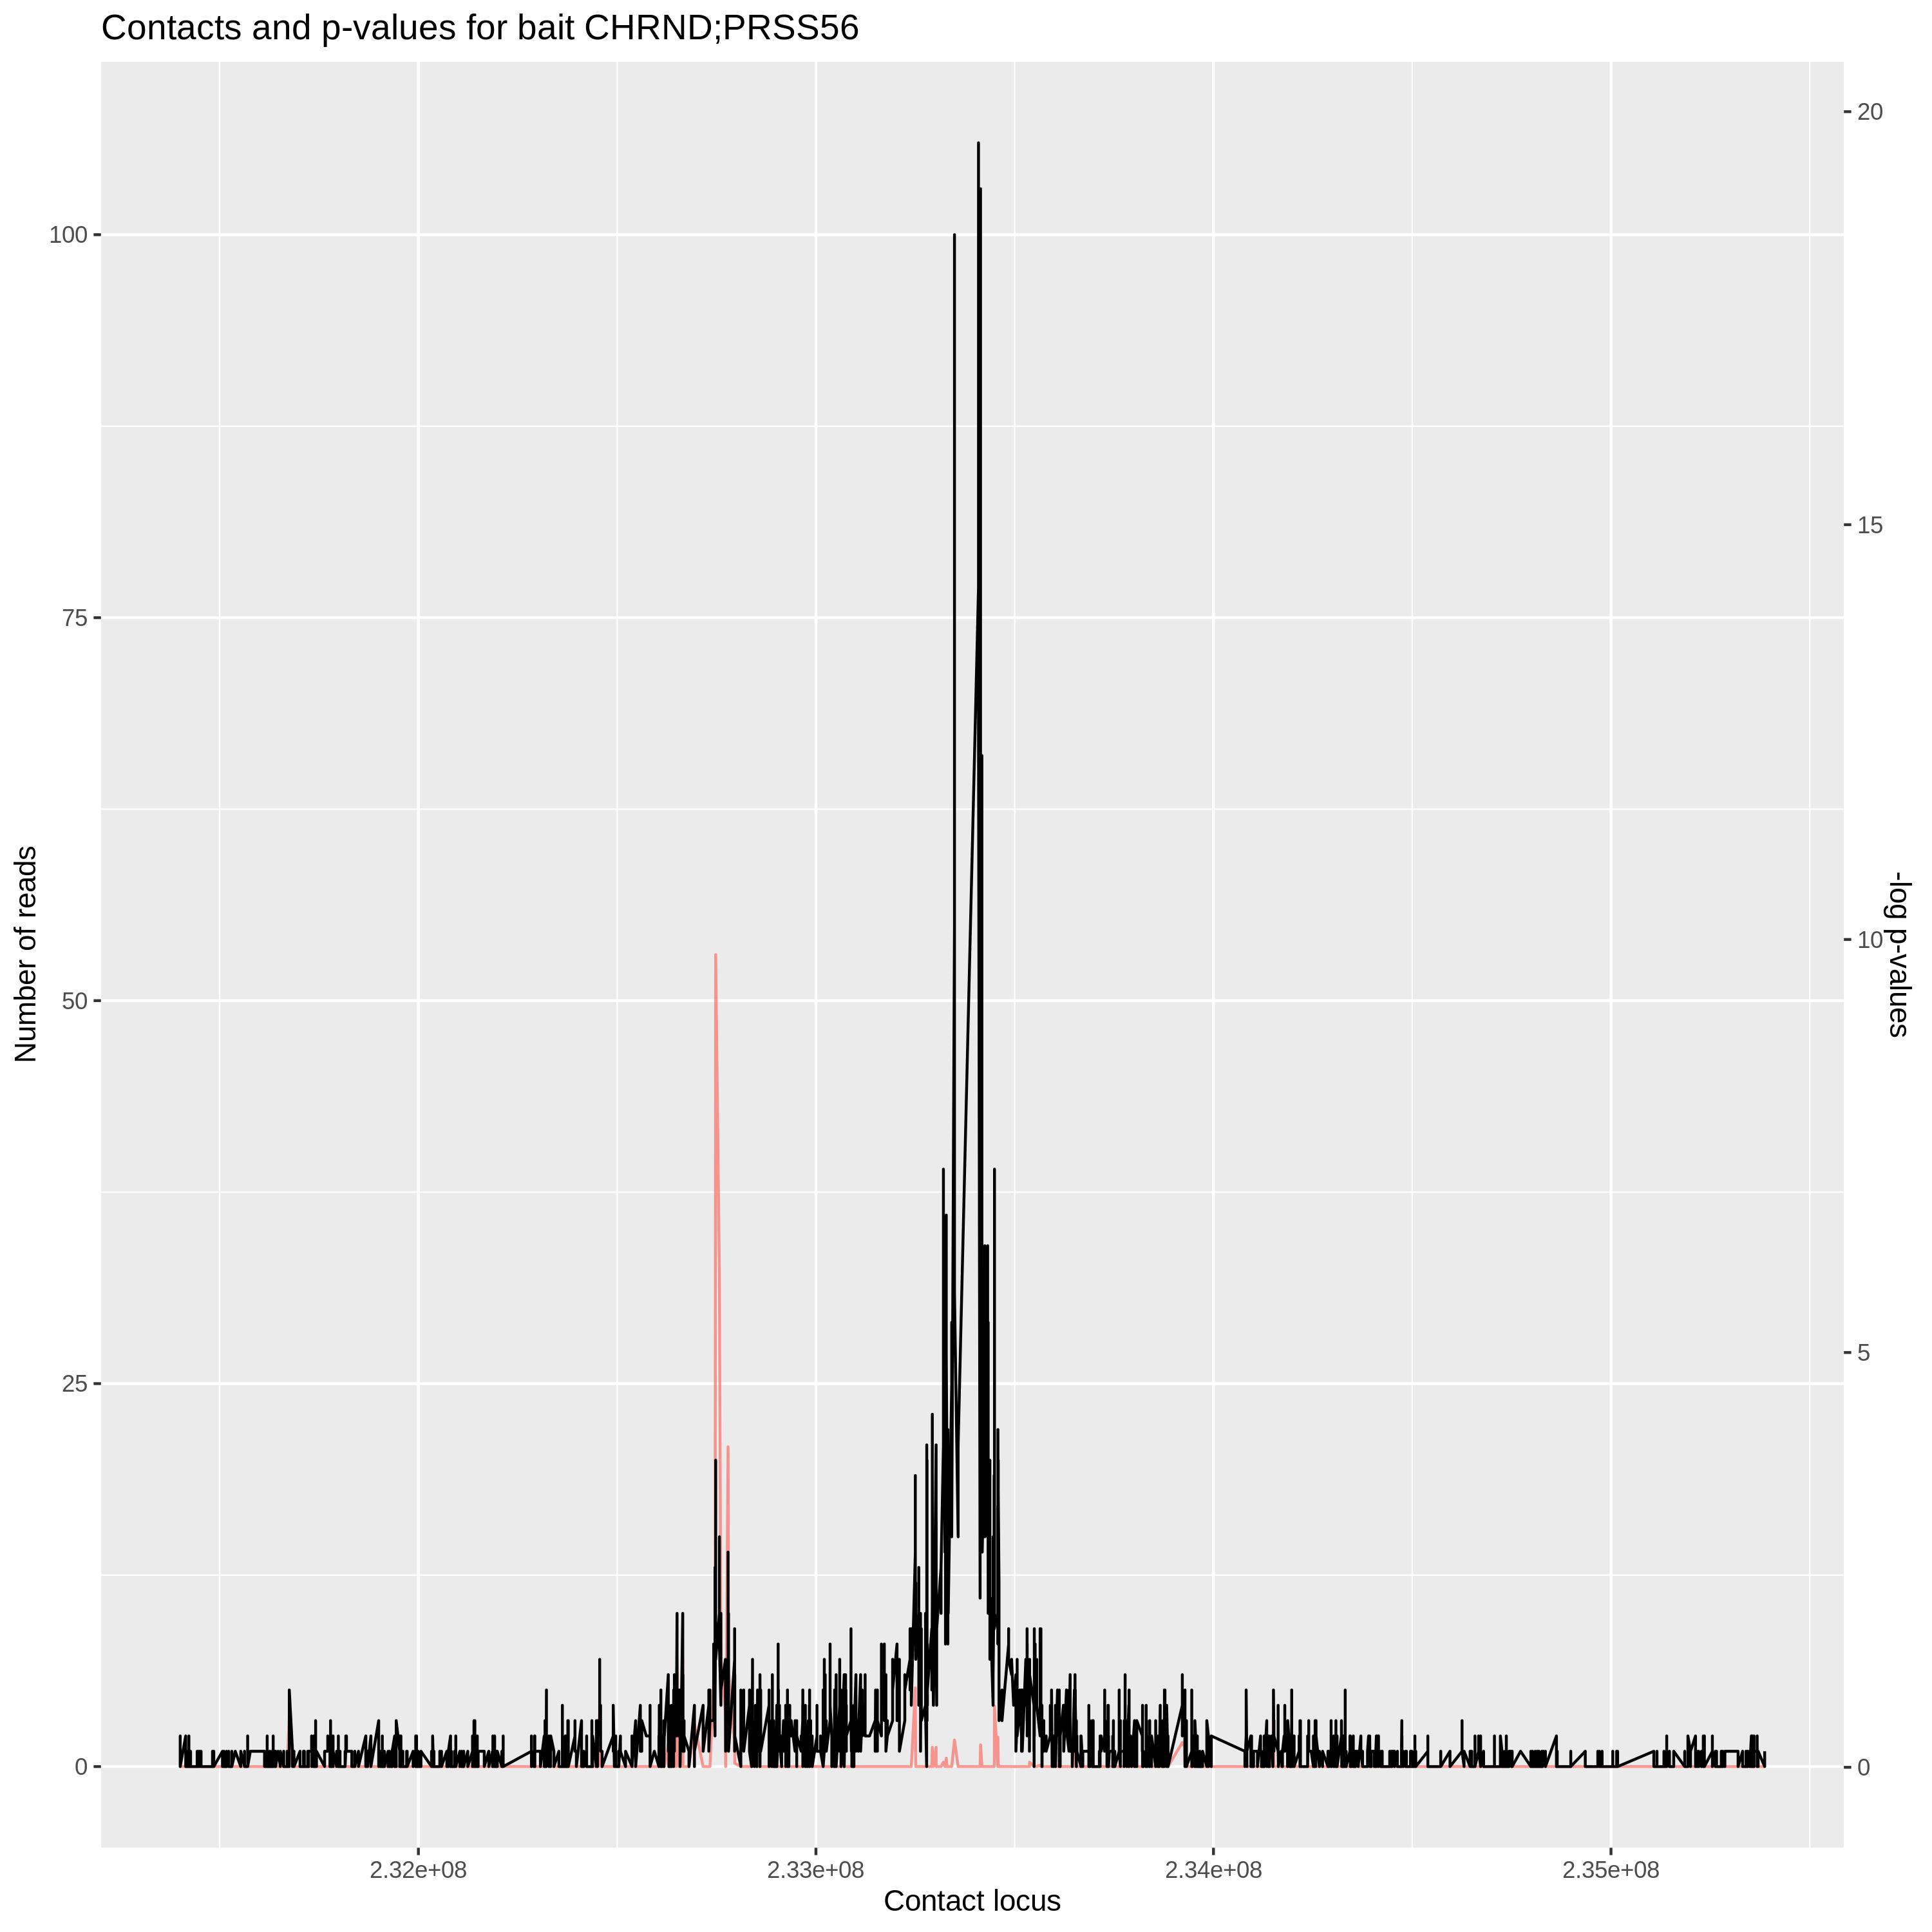 Contacts and p-values for bait CHRND;PRSS56
Number of reads
100
75
50
25
0
20
15
10
5
0
-log p-values
2.32e+08
2.33e+08
2.34e+08
2.35e+08
Contact locus